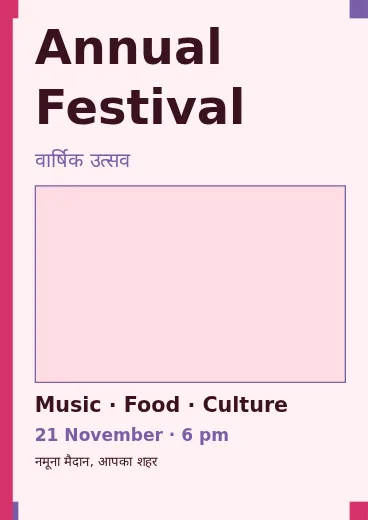 Annual
Festival
वार्षिक उत्सव
Music · Food · Culture
21 November · 6 pm
नमूना मैदान, आपका शहर